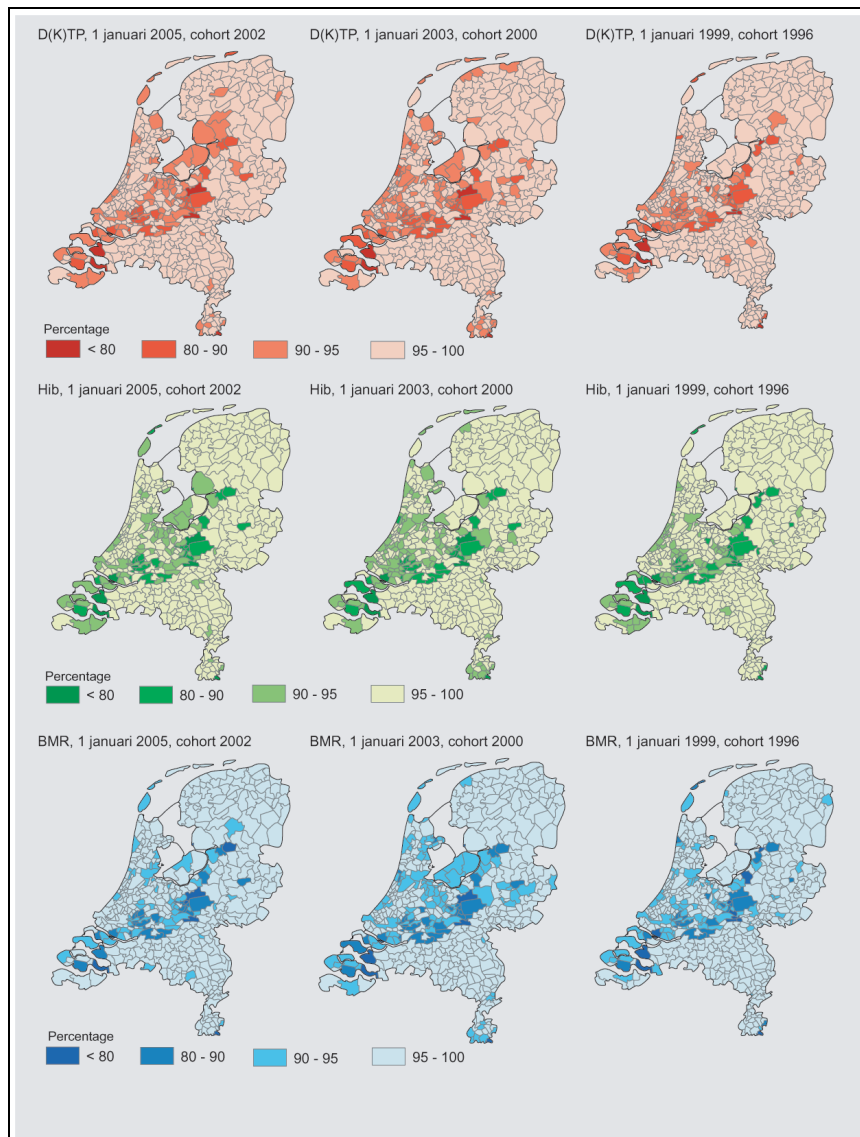 D(K)TP, 1 januari 2005, cohort 2002
D(K)TP, 1 januari 2003, cohort 2000
D(K)TP, 1 januari 1999, cohort 1996
Percentage
< 80
80 - 90
90 - 95
95 - 100
Hib, 1 januari 2005, cohort 2002
Hib, 1 januari 2003, cohort 2000
Hib, 1 januari 1999, cohort 1996
Percentage
< 80
80 - 90
90 - 95
95 - 100
BMR, 1 januari 2005, cohort 2002
BMR, 1 januari 2003, cohort 2000
BMR, 1 januari 1999, cohort 1996
Percentage
< 80
80 - 90
90 - 95
95 - 100